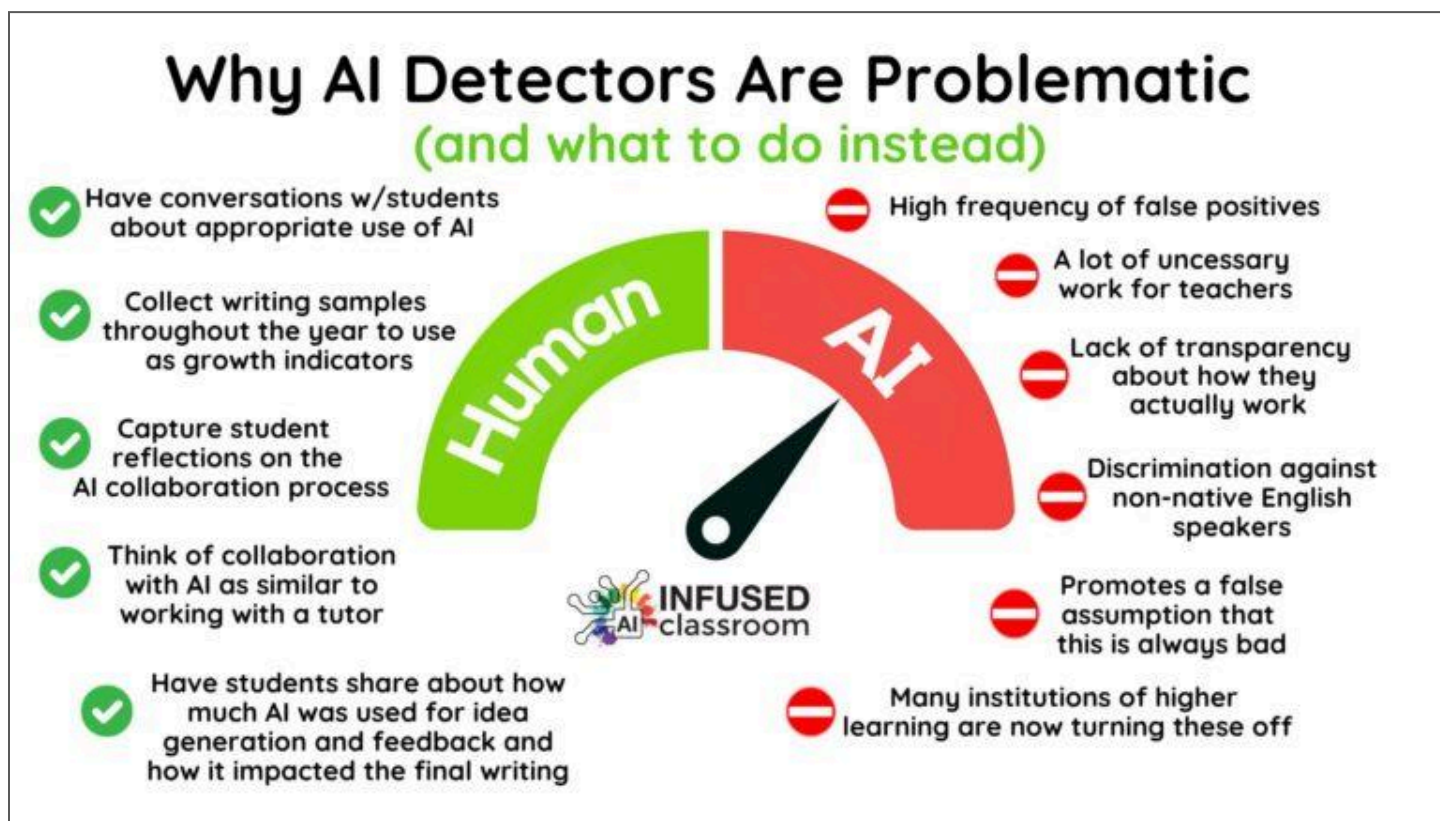 Why AI Detectors Are Problematic
(and what to do instead)
Have conversations w/students
about appropriate use of AI
Collect writing samples
throughout the year to use
as growth indicators
Capture student
reflections on the
AI collaboration process
Think of collaboration
with AI as similar to
working with a tutor
Have students share about how
much AI was used for idea
generation and feedback and
how it impacted the final writing
Human
AI
AI
INFUSED
classroom
High frequency of false positives
A lot of uncessary
work for teachers
Lack of transparency
about how they
actually work
Discrimination against
non-native English
speakers
Promotes a false
assumption that
this is always bad
Many institutions of higher
learning are now turning these off